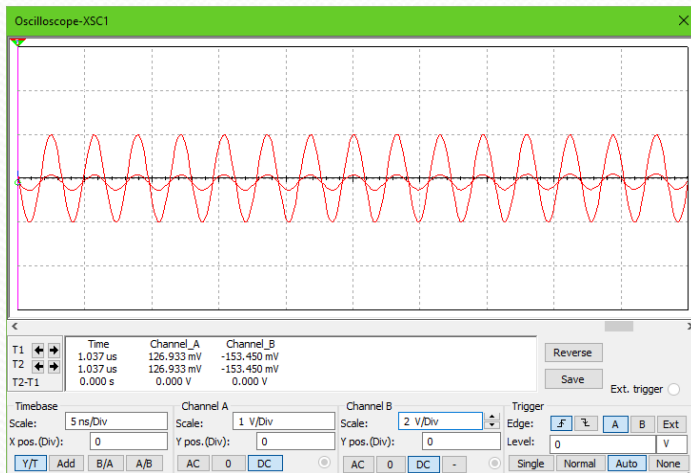 Oscilloscope-XSC1
Time Channel_A Channel_B
T1 1.037 us 126.933 mV -153.450 mV
T2 1.037 us 126.933 mV -153.450 mV
T2-T1 0.000 s 0.000 V 0.000 V
Reverse
Save
Ext. trigger
Timebase
Scale: 5 ns/Div
X pos.(Div): 0
Y/T Add B/A A/B
Channel A
Scale: 1 V/Div
Y pos.(Div): 0
AC 0 DC
Channel B
Scale: 2 V/Div
Y pos.(Div): 0
AC 0 DC -
Trigger
Edge: A B Ext
Level: 0 V
Single Normal Auto None